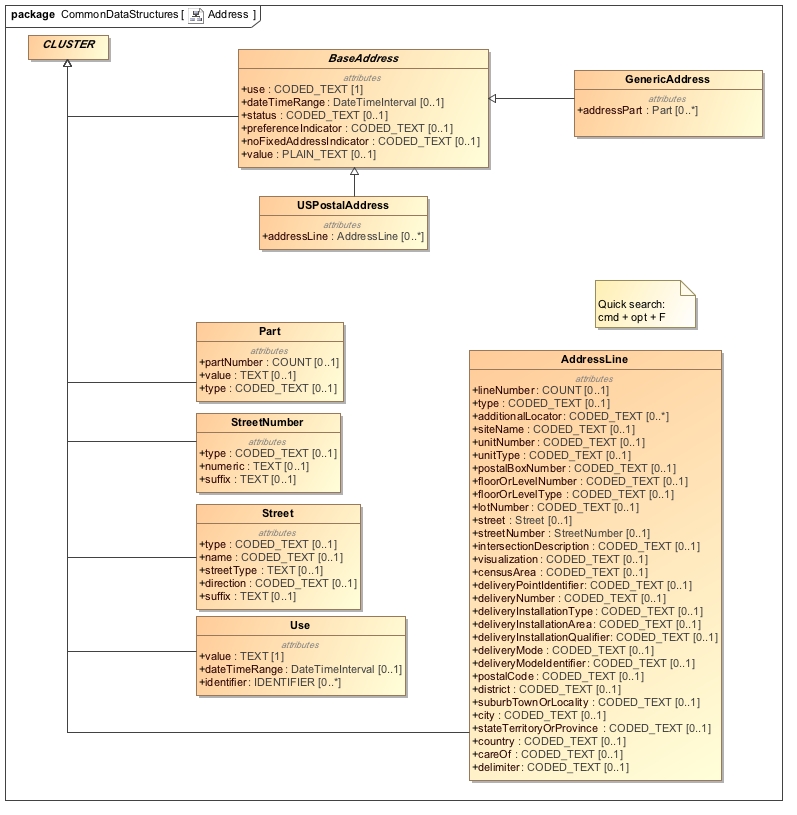 package CommonDataStructures [ Address ]
CLUSTER
BaseAddress
attributes
+use : CODED_TEXT [1]
+dateTimeRange : DateTimeInterval [0..1]
+status : CODED_TEXT [0..1]
+preferenceIndicator : CODED_TEXT [0..1]
+noFixedAddressIndicator : CODED_TEXT [0..1]
+value : PLAIN_TEXT [0..1]
GenericAddress
attributes
+addressPart : Part [0..*]
USPostalAddress
attributes
+addressLine : AddressLine [0..*]
Quick search:
cmd + opt + F
Part
attributes
+partNumber : COUNT [0..1]
+value : TEXT [0..1]
+type : CODED_TEXT [0..1]
StreetNumber
attributes
+type : CODED_TEXT [0..1]
+numeric : TEXT [0..1]
+suffix : TEXT [0..1]
Street
attributes
+type : CODED_TEXT [0..1]
+name : CODED_TEXT [0..1]
+streetType : TEXT [0..1]
+direction : CODED_TEXT [0..1]
+suffix : TEXT [0..1]
Use
attributes
+value : TEXT [1]
+dateTimeRange : DateTimeInterval [0..1]
+identifier : IDENTIFIER [0..*]
AddressLine
attributes
+lineNumber : COUNT [0..1]
+type : CODED_TEXT [0..1]
+additionalLocator : CODED_TEXT [0..*]
+siteName : CODED_TEXT [0..1]
+unitNumber : CODED_TEXT [0..1]
+unitType : CODED_TEXT [0..1]
+postalBoxNumber : CODED_TEXT [0..1]
+floorOrLevelNumber : CODED_TEXT [0..1]
+floorOrLevelType : CODED_TEXT [0..1]
+lotNumber : CODED_TEXT [0..1]
+street : Street [0..1]
+streetNumber : StreetNumber [0..1]
+intersectionDescription : CODED_TEXT [0..1]
+visualization : CODED_TEXT [0..1]
+censusArea : CODED_TEXT [0..1]
+deliveryPointIdentifier : CODED_TEXT [0..1]
+deliveryNumber : CODED_TEXT [0..1]
+deliveryInstallationType : CODED_TEXT [0..1]
+deliveryInstallationArea : CODED_TEXT [0..1]
+deliveryInstallationQualifier : CODED_TEXT [0..1]
+deliveryMode : CODED_TEXT [0..1]
+deliveryModeIdentifier : CODED_TEXT [0..1]
+postalCode : CODED_TEXT [0..1]
+district : CODED_TEXT [0..1]
+suburbTownOrLocality : CODED_TEXT [0..1]
+city : CODED_TEXT [0..1]
+stateTerritoryOrProvince : CODED_TEXT [0..1]
+country : CODED_TEXT [0..1]
+careOf : CODED_TEXT [0..1]
+delimiter : CODED_TEXT [0..1]